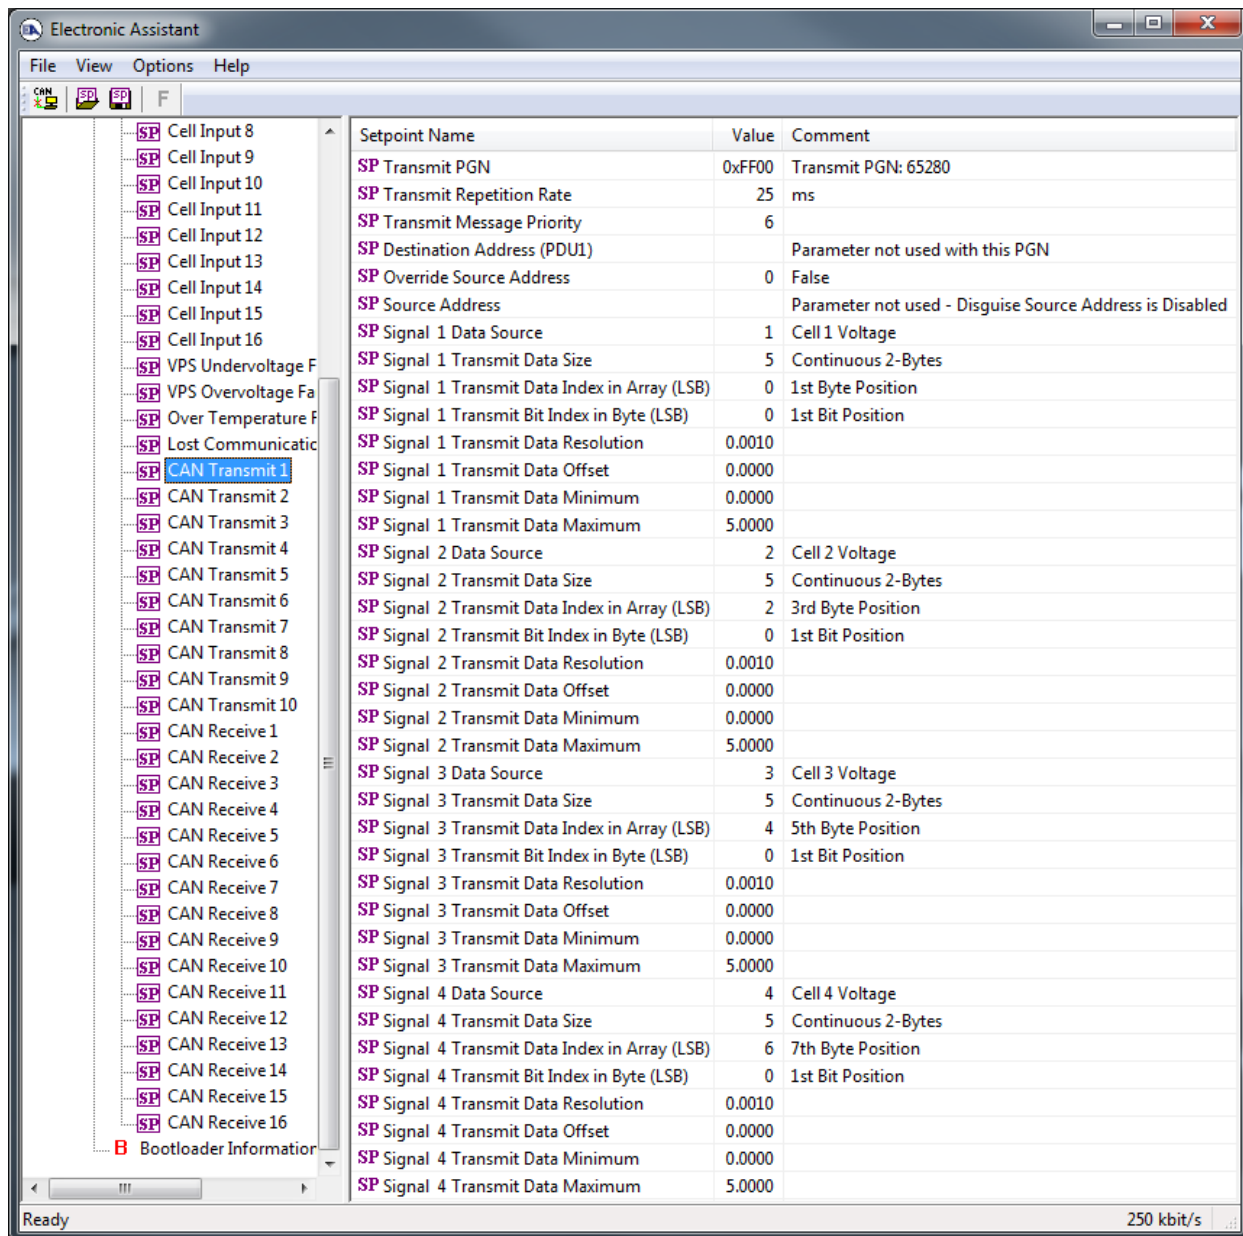 Electronic Assistant
File View Options Help
CAN SP SP F
SP Cell Input 8
SP Cell Input 9
SP Cell Input 10
SP Cell Input 11
SP Cell Input 12
SP Cell Input 13
SP Cell Input 14
SP Cell Input 15
SP Cell Input 16
SP VPS Undervoltage F
SP VPS Overvoltage Fa
SP Over Temperature F
SP Lost Communicatic
SP CAN Transmit 1
SP CAN Transmit 2
SP CAN Transmit 3
SP CAN Transmit 4
SP CAN Transmit 5
SP CAN Transmit 6
SP CAN Transmit 7
SP CAN Transmit 8
SP CAN Transmit 9
SP CAN Transmit 10
SP CAN Receive 1
SP CAN Receive 2
SP CAN Receive 3
SP CAN Receive 4
SP CAN Receive 5
SP CAN Receive 6
SP CAN Receive 7
SP CAN Receive 8
SP CAN Receive 9
SP CAN Receive 10
SP CAN Receive 11
SP CAN Receive 12
SP CAN Receive 13
SP CAN Receive 14
SP CAN Receive 15
SP CAN Receive 16
B Bootloader Information
Setpoint Name Value Comment
SP Transmit PGN 0xFF00 Transmit PGN: 65280
SP Transmit Repetition Rate 25 ms
SP Transmit Message Priority 6
SP Destination Address (PDU1) Parameter not used with this PGN
SP Override Source Address 0 False
SP Source Address Parameter not used - Disguise Source Address is Disabled
SP Signal 1 Data Source 1 Cell 1 Voltage
SP Signal 1 Transmit Data Size 5 Continuous 2-Bytes
SP Signal 1 Transmit Data Index in Array (LSB) 0 1st Byte Position
SP Signal 1 Transmit Bit Index in Byte (LSB) 0 1st Bit Position
SP Signal 1 Transmit Data Resolution 0.0010
SP Signal 1 Transmit Data Offset 0.0000
SP Signal 1 Transmit Data Minimum 0.0000
SP Signal 1 Transmit Data Maximum 5.0000
SP Signal 2 Data Source 2 Cell 2 Voltage
SP Signal 2 Transmit Data Size 5 Continuous 2-Bytes
SP Signal 2 Transmit Data Index in Array (LSB) 2 3rd Byte Position
SP Signal 2 Transmit Bit Index in Byte (LSB) 0 1st Bit Position
SP Signal 2 Transmit Data Resolution 0.0010
SP Signal 2 Transmit Data Offset 0.0000
SP Signal 2 Transmit Data Minimum 0.0000
SP Signal 2 Transmit Data Maximum 5.0000
SP Signal 3 Data Source 3 Cell 3 Voltage
SP Signal 3 Transmit Data Size 5 Continuous 2-Bytes
SP Signal 3 Transmit Data Index in Array (LSB) 4 5th Byte Position
SP Signal 3 Transmit Bit Index in Byte (LSB) 0 1st Bit Position
SP Signal 3 Transmit Data Resolution 0.0010
SP Signal 3 Transmit Data Offset 0.0000
SP Signal 3 Transmit Data Minimum 0.0000
SP Signal 3 Transmit Data Maximum 5.0000
SP Signal 4 Data Source 4 Cell 4 Voltage
SP Signal 4 Transmit Data Size 5 Continuous 2-Bytes
SP Signal 4 Transmit Data Index in Array (LSB) 6 7th Byte Position
SP Signal 4 Transmit Bit Index in Byte (LSB) 0 1st Bit Position
SP Signal 4 Transmit Data Resolution 0.0010
SP Signal 4 Transmit Data Offset 0.0000
SP Signal 4 Transmit Data Minimum 0.0000
SP Signal 4 Transmit Data Maximum 5.0000
Ready 250 kbit/s